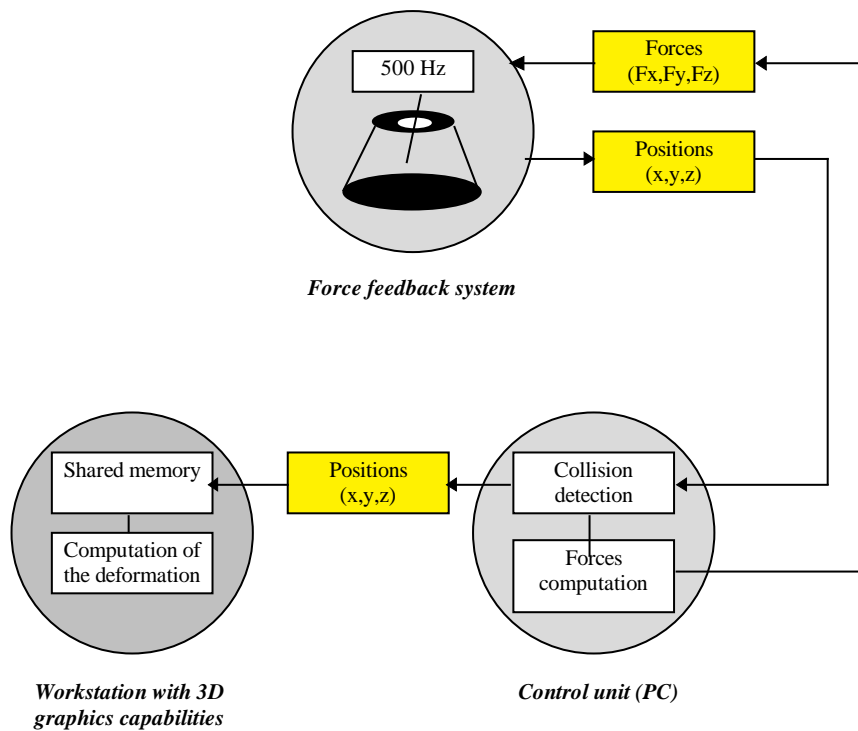 500 Hz
Forces
(Fx,Fy,Fz)
Positions
(x,y,z)
Force feedback system
Shared memory
Computation of
the deformation
Positions
(x,y,z)
Collision
detection
Forces
computation
Workstation with 3D
graphics capabilities
Control unit (PC)